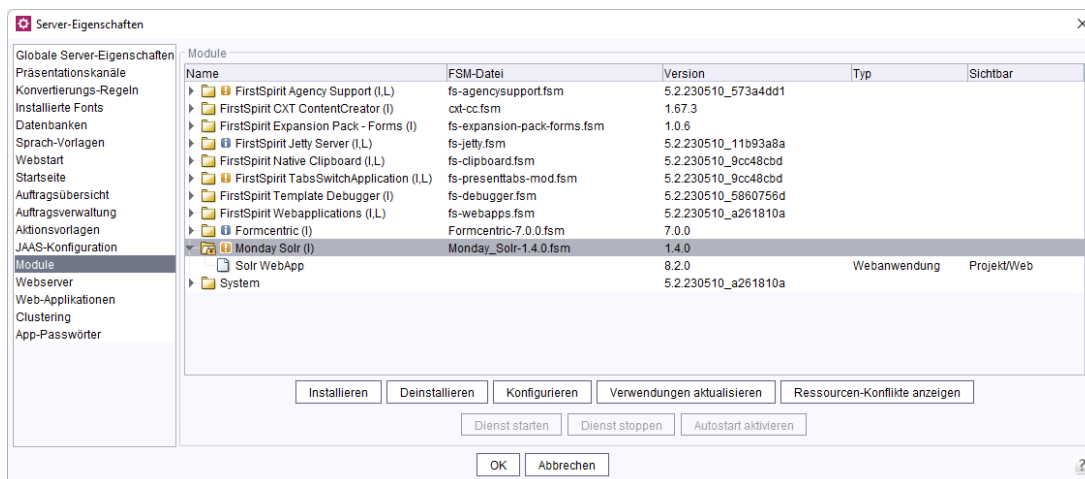 Server-Eigenschaften
Globale Server-Eigenschaften
Präsentationskanäle
Konvertierungs-Regeln
Installierte Fonts
Datenbanken
Sprach-Vorlagen
Webstart
Startseite
Auftragsübersicht
Auftragsverwaltung
Aktionsvorlagen
JAAS-Konfiguration
Module
Webserver
Web-Applikationen
Clustering
App-Passwörter
Module
Name FSM-Datei Version Typ Sichtbar
FirstSpirit Agency Support (I,L) fs-agencysupport.fsm 5.2.230510_573a4dd1
FirstSpirit CXT ContentCreator (I) cxt-cc.fsm 1.67.3
FirstSpirit Expansion Pack - Forms (I) fs-expansion-pack-forms.fsm 1.0.6
FirstSpirit Jetty Server (I,L) fs-jetty.fsm 5.2.230510_11b93a8a
FirstSpirit Native Clipboard (I,L) fs-clipboard.fsm 5.2.230510_9cc48cbd
FirstSpirit TabsSwitchApplication (I,L) fs-presenttabs-mod.fsm 5.2.230510_9cc48cbd
FirstSpirit Template Debugger (I) fs-debugger.fsm 5.2.230510_5860756d
FirstSpirit Webapplications (I,L) fs-webapps.fsm 5.2.230510_a261810a
Formcentric (I) Formcentric-7.0.0.fsm 7.0.0
Monday Solr (I) Monday_Solr-1.4.0.fsm 1.4.0
Solr WebApp 8.2.0 Webanwendung Projekt/Web
System 5.2.230510_a261810a
Installieren Deinstallieren Konfigurieren Verwendungen aktualisieren Ressourcen-Konflikte anzeigen
Dienst starten Dienst stoppen Autostart aktivieren
OK Abbrechen ?